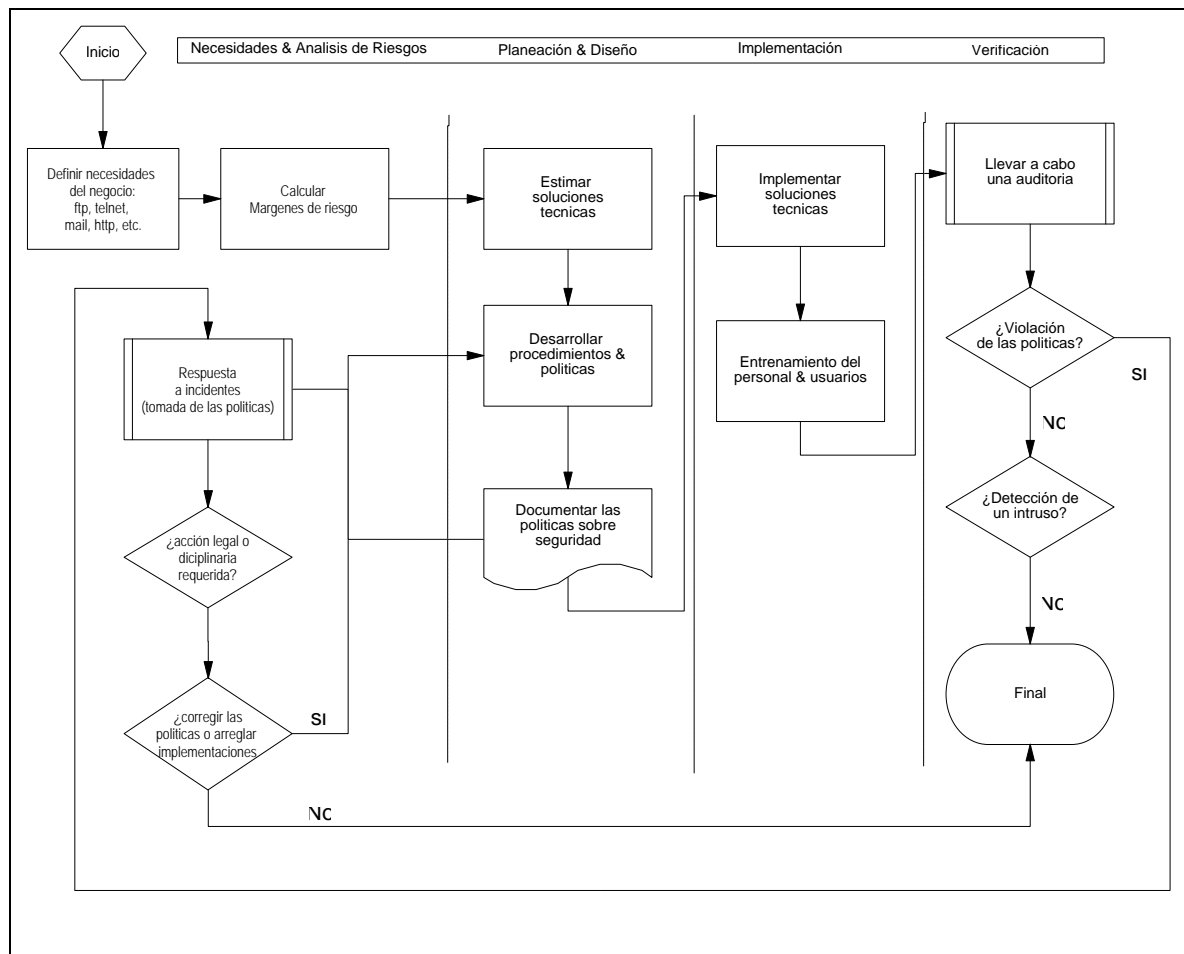 Inicio
Necesidades & Analisis de Riesgos
Planeación & Diseño
Implementación
Verificación
Definir necesidades
del negocio:
ftp, telnet,
mail, http, etc.
Calcular
Margenes de riesgo
Estimar
soluciones
tecnicas
Implementar
soluciones
tecnicas
Llevar a cabo
una auditoria
Respuesta
a incidentes
(tomada de las politicas)
Desarrollar
procedimientos &
politicas
Entrenamiento del
personal & usuarios
¿Violación
de las politicas?
SI
NO
¿acción legal o
diciplinaria
requerida?
Documentar las
politicas sobre
seguridad
¿Detección de
un intruso?
NO
¿corregir las
politicas o arreglar
implementaciones
SI
NO
Final